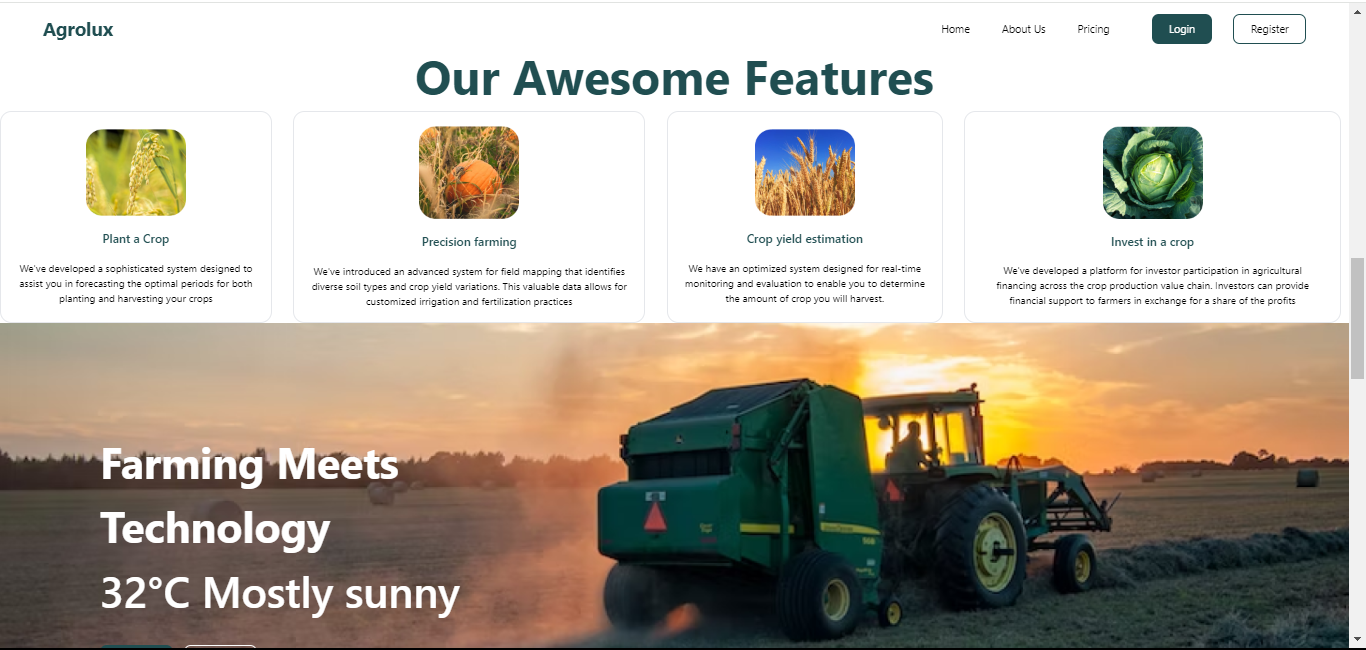 Agrolux
Home
About Us
Pricing
Login
Register
Our Awesome Features
Plant a Crop
We've developed a sophisticated system designed to
assist you in forecasting the optimal periods for both
planting and harvesting your crops
Precision farming
We've introduced an advanced system for field mapping that identifies
diverse soil types and crop yield variations. This valuable data allows for
customized irrigation and fertilization practices
Crop yield estimation
We have an optimized system designed for real-time
monitoring and evaluation to enable you to determine
the amount of crop you will harvest.
Invest in a crop
We've developed a platform for investor participation in agricultural
financing across the crop production value chain. Investors can provide
financial support to farmers in exchange for a share of the profits
Farming Meets
Technology
32°C Mostly sunny